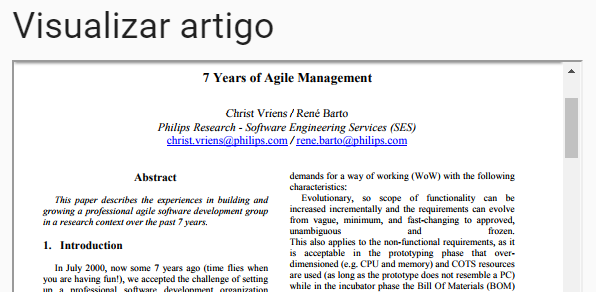 Visualizar artigo
7 Years of Agile Management
Christ Vriens / René Barto
Philips Research - Software Engineering Services (SES)
christ.vriens@philips.com / rene.barto@philips.com
Abstract
This paper describes the experiences in building and
growing a professional agile software development group
in a research context over the past 7 years.
1. Introduction
In July 2000, now some 7 years ago (time flies when
you are having fun!), we accepted the challenge of setting
up a professional software development organization
demands for a way of working (WoW) with the following
characteristics:
Evolutionary, so scope of functionality can be
increased incrementally and the requirements can evolve
from vague, minimum, and fast-changing to approved,
unambiguous and frozen.
This also applies to the non-functional requirements, as it
is acceptable in the prototyping phase that over-
dimensioned (e.g. CPU and memory) and COTS resources
are used (as long as the prototype does not resemble a PC)
while in the incubator phase the Bill Of Materials (BOM)